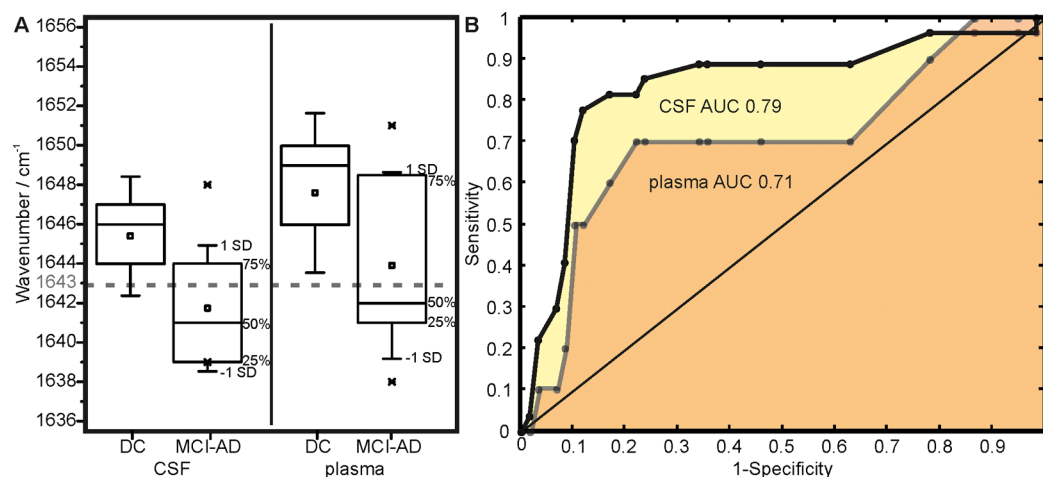 A
Wavenumber / cm⁻¹
1656
1654
1652
1650
1648
1646
1644
1643
1642
1640
1638
1636
1 SD
75%
50%
25%
-1 SD
1 SD
75%
50%
25%
-1 SD
DC MCI-AD DC MCI-AD
CSF plasma
B
Sensitivity
1
0.9
0.8
0.7
0.6
0.5
0.4
0.3
0.2
0.1
0
CSF AUC 0.79
plasma AUC 0.71
0 0.1 0.2 0.3 0.4 0.5 0.6 0.7 0.8 0.9
1-Specificity